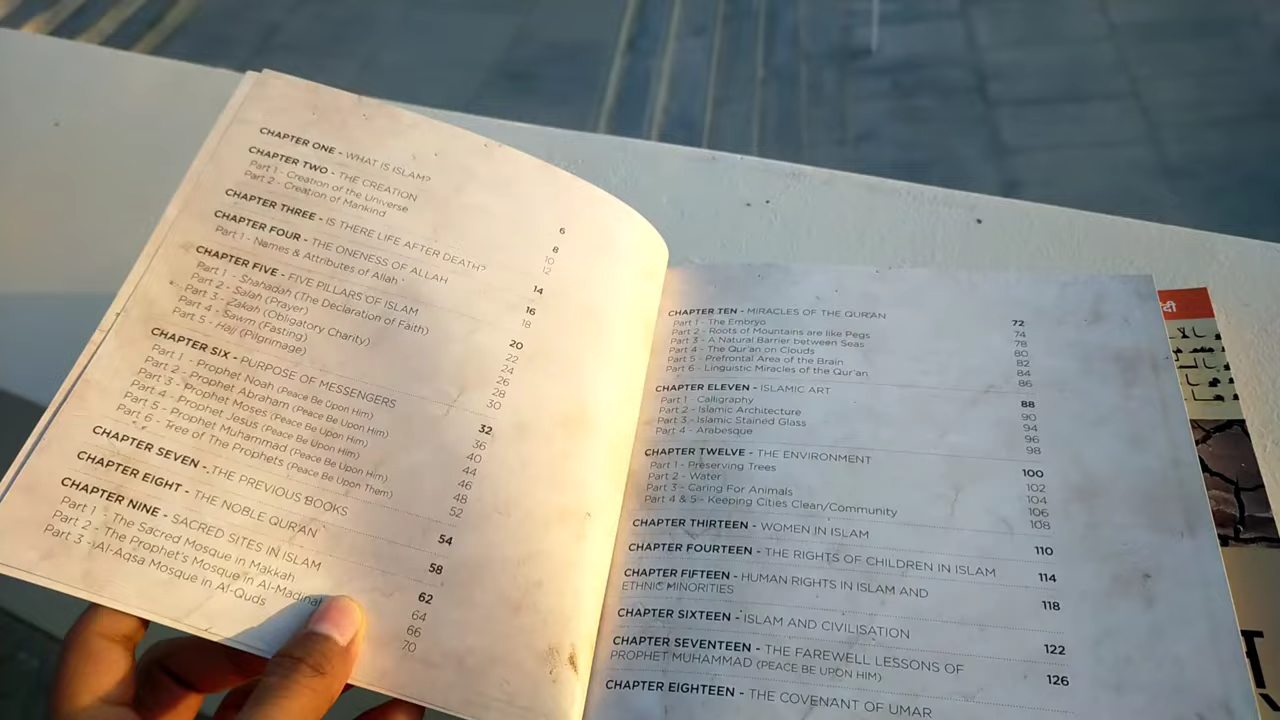 CHAPTER ONE - WHAT IS ISLAM? 6
CHAPTER TWO - THE CREATION 8
Part 1 - Creation of the Universe 10
Part 2 - Creation of Mankind 12
CHAPTER THREE - IS THERE LIFE AFTER DEATH? 14
CHAPTER FOUR - THE ONENESS OF ALLAH 16
Part 1 - Names & Attributes of Allah 18
CHAPTER FIVE - FIVE PILLARS OF ISLAM 20
Part 1 - Shahadah (The Declaration of Faith) 22
Part 2 - Salah (Prayer) 24
Part 3 - Zakah (Obligatory Charity) 26
Part 4 - Sawm (Fasting) 28
Part 5 - Hajj (Pilgrimage) 30
CHAPTER SIX - PURPOSE OF MESSENGERS 32
Part 1 - Prophet Noah (Peace Be Upon Him) 36
Part 2 - Prophet Abraham (Peace Be Upon Him) 40
Part 3 - Prophet Moses (Peace Be Upon Him) 44
Part 4 - Prophet Jesus (Peace Be Upon Him) 46
Part 5 - Prophet Muhammad (Peace Be Upon Him) 48
Part 6 - Tree of The Prophets (Peace Be Upon Them) 52
CHAPTER SEVEN - THE PREVIOUS BOOKS 54
CHAPTER EIGHT - THE NOBLE QUR'AN 58
CHAPTER NINE - SACRED SITES IN ISLAM 62
Part 1 - The Sacred Mosque in Makkah 64
Part 2 - The Prophet's Mosque in Al-Madinah 66
Part 3 - Al-Aqsa Mosque in Al-Quds 70
CHAPTER TEN - MIRACLES OF THE QUR'AN 72
Part 1 - The Embryo 74
Part 2 - Roots of Mountains are like Pegs 78
Part 3 - A Natural Barrier between Seas 80
Part 4 - The Qur'an on Clouds 82
Part 5 - Prefrontal Area of the Brain 84
Part 6 - Linguistic Miracles of the Qur'an 86
CHAPTER ELEVEN - ISLAMIC ART 88
Part 1 - Calligraphy 90
Part 2 - Islamic Architecture 94
Part 3 - Islamic Stained Glass 96
Part 4 - Arabesque 98
CHAPTER TWELVE - THE ENVIRONMENT 100
Part 1 - Preserving Trees 102
Part 2 - Water 104
Part 3 - Caring For Animals 106
Part 4 & 5 - Keeping Cities Clean/Community 108
CHAPTER THIRTEEN - WOMEN IN ISLAM 110
CHAPTER FOURTEEN - THE RIGHTS OF CHILDREN IN ISLAM 114
CHAPTER FIFTEEN - HUMAN RIGHTS IN ISLAM AND
ETHNIC MINORITIES 118
CHAPTER SIXTEEN - ISLAM AND CIVILISATION 122
CHAPTER SEVENTEEN - THE FAREWELL LESSONS OF
PROPHET MUHAMMAD (PEACE BE UPON HIM) 126
CHAPTER EIGHTEEN - THE COVENANT OF UMAR